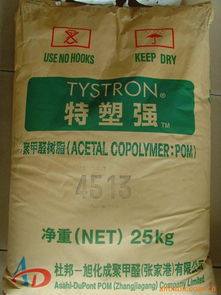 USE NO HOOKS KEEP DRY
TYSTRON™
特塑强
聚甲醛树脂(ACETAL COPOLYMER:POM)
4513
净重(NET) 25kg
杜邦一旭化成聚甲醛(张家港)有限公司
Asahi-DuPont POM (Zhangjiagang) Company Limited